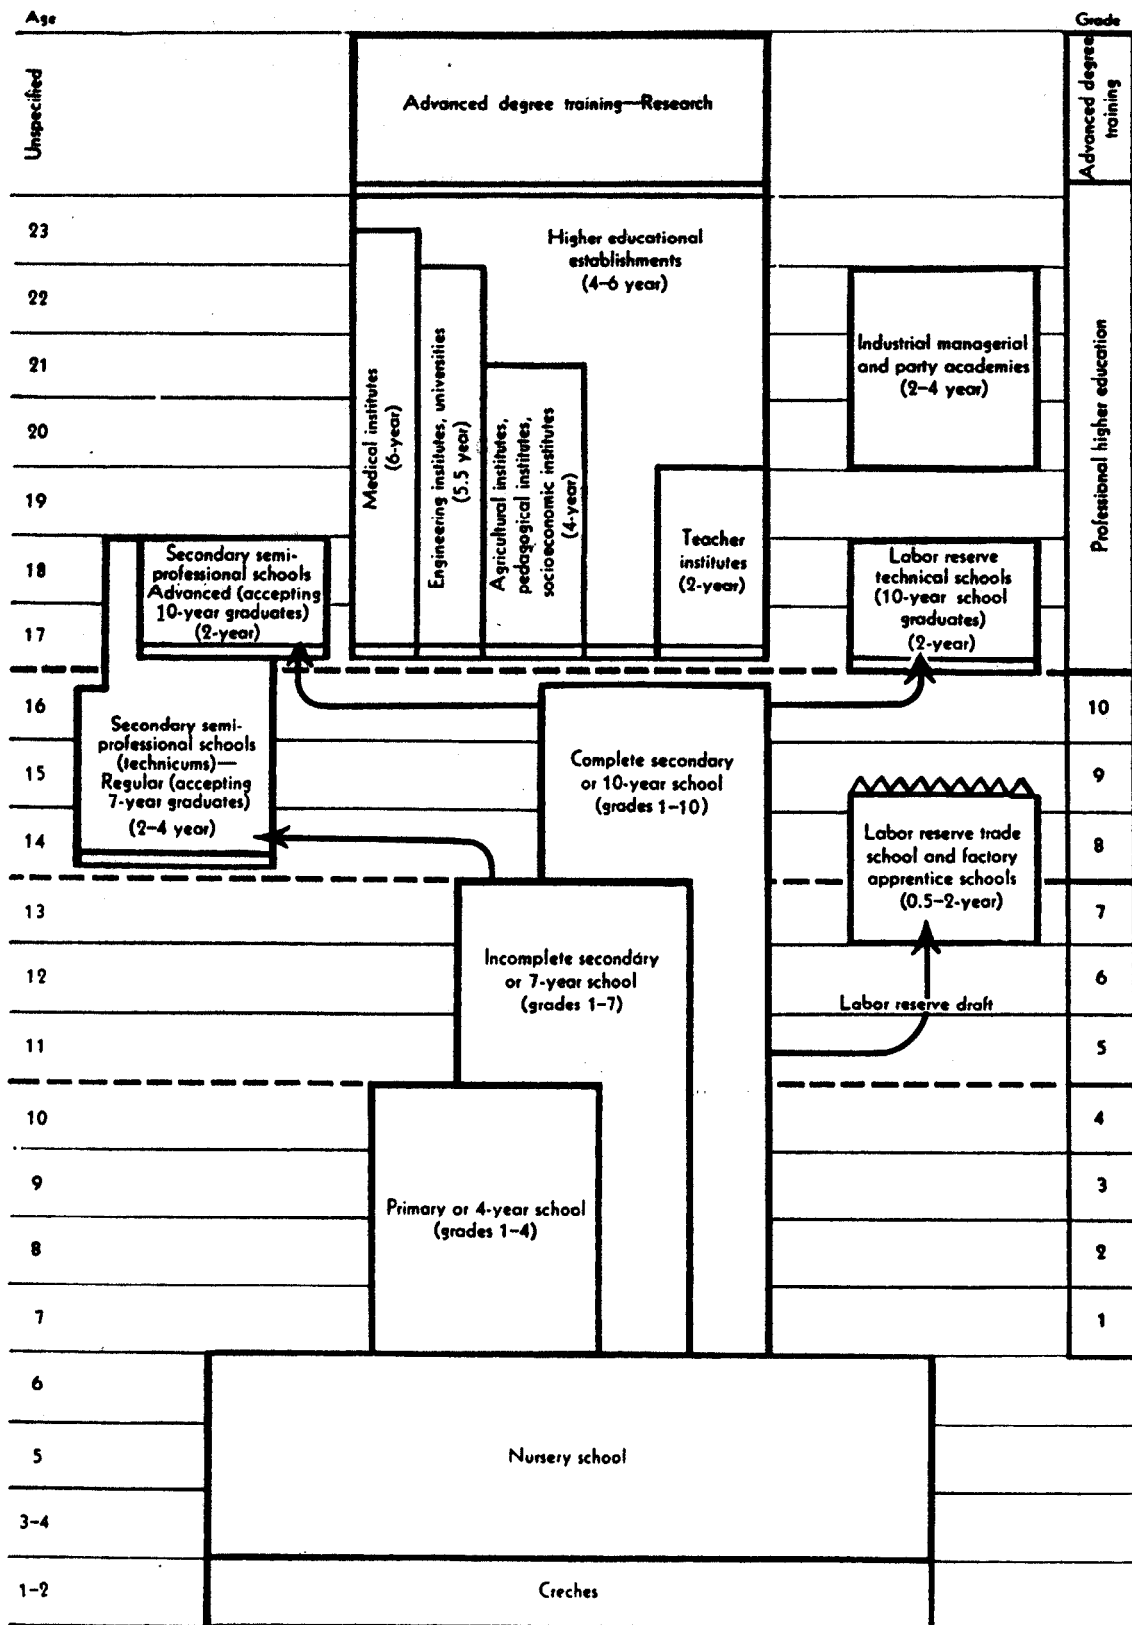 Age
Grade
Unspecified
Advanced degree training—Research
Advanced degree
training
23
Higher educational
establishments
(4–6 year)
22
21
20
19
18
17
Medical institutes
(6-year)
Engineering institutes, universities
(5.5 year)
Agricultural institutes,
pedagogical institutes,
socioeconomic institutes
(4-year)
Teacher
institutes
(2-year)
Industrial managerial
and party academies
(2–4 year)
Professional higher education
Secondary semi-
professional schools
Advanced (accepting
10-year graduates)
(2-year)
Labor reserve
technical schools
(10-year school
graduates)
(2-year)
16
15
14
Secondary semi-
professional schools
(technicums)—
Regular (accepting
7-year graduates)
(2–4 year)
Complete secondary
or 10-year school
(grades 1–10)
Labor reserve trade
school and factory
apprentice schools
(0.5–2-year)
10
9
8
13
12
11
Incomplete secondary
or 7-year school
(grades 1–7)
Labor reserve draft
7
6
5
10
9
8
7
Primary or 4-year school
(grades 1–4)
4
3
2
1
6
5
3–4
Nursery school
1–2
Creches